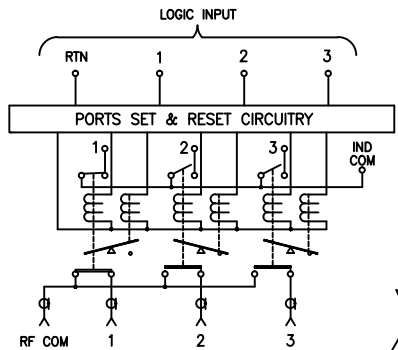 LOGIC INPUT
RTN 1 2 3
PORTS SET & RESET CIRCUITRY
1 2 3 IND COM
RF COM 1 2 3